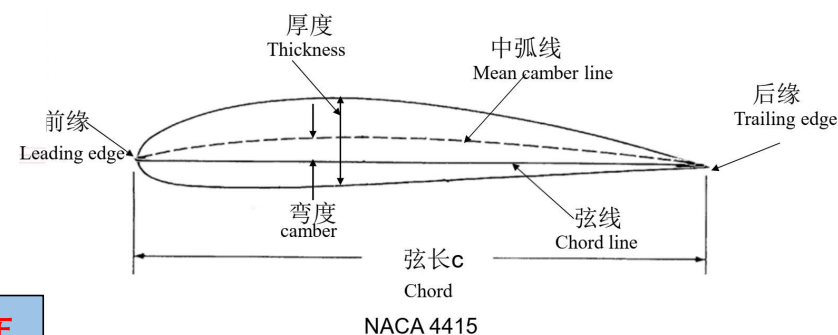 厚度
Thickness
中弧线
Mean camber line
后缘
Trailing edge
前缘
Leading edge
弯度
camber
弦线
Chord line
弦长c
Chord
NACA 4415